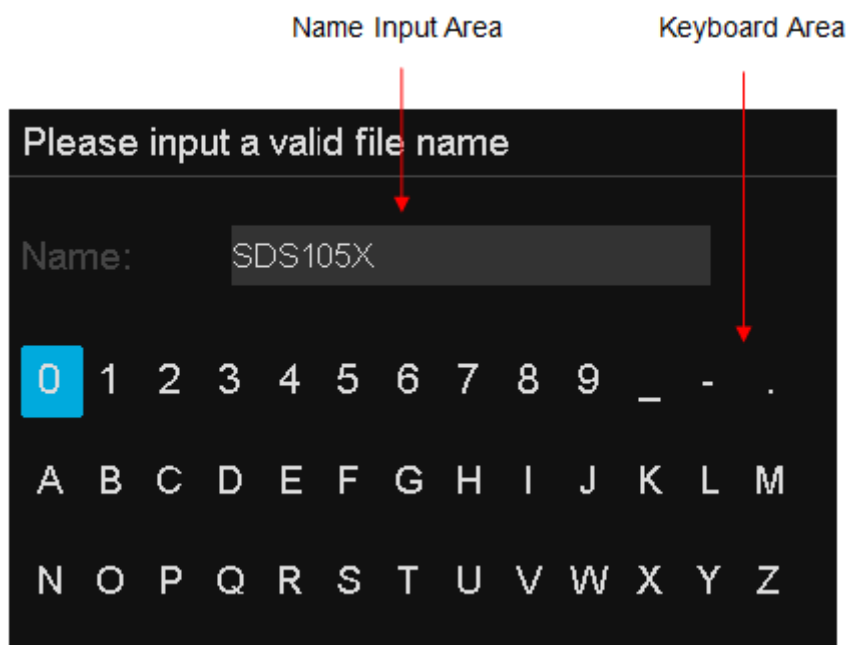 Name Input Area Keyboard Area
Please input a valid file name
Name: SDS105X
0 1 2 3 4 5 6 7 8 9 _ - .
A B C D E F G H I J K L M
N O P Q R S T U V W X Y Z